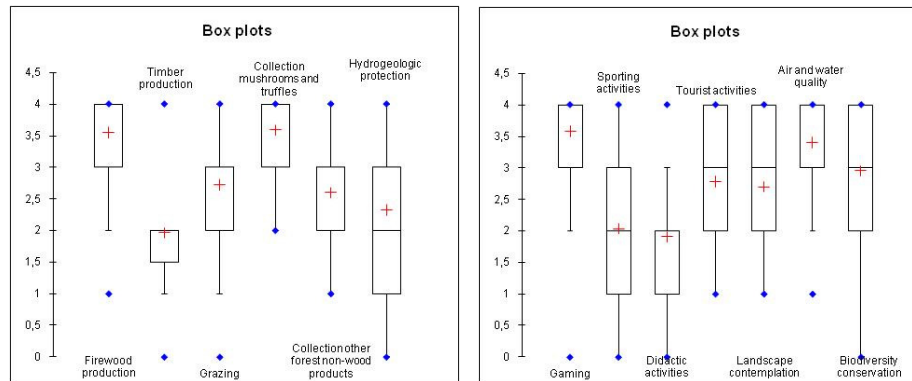 Box plots
Timber
production
Collection
mushrooms and
truffles
Hydrogeologic
protection
4,5
4
3,5
3
2,5
2
1,5
1
0,5
0
Firewood
production
Grazing
Collection other
forest non-wood
products
Box plots
Sporting
activities
Tourist activities
Air and water
quality
4,5
4
3,5
3
2,5
2
1,5
1
0,5
0
Gaming
Didactic
activities
Landscape
contemplation
Biodiversity
conservation